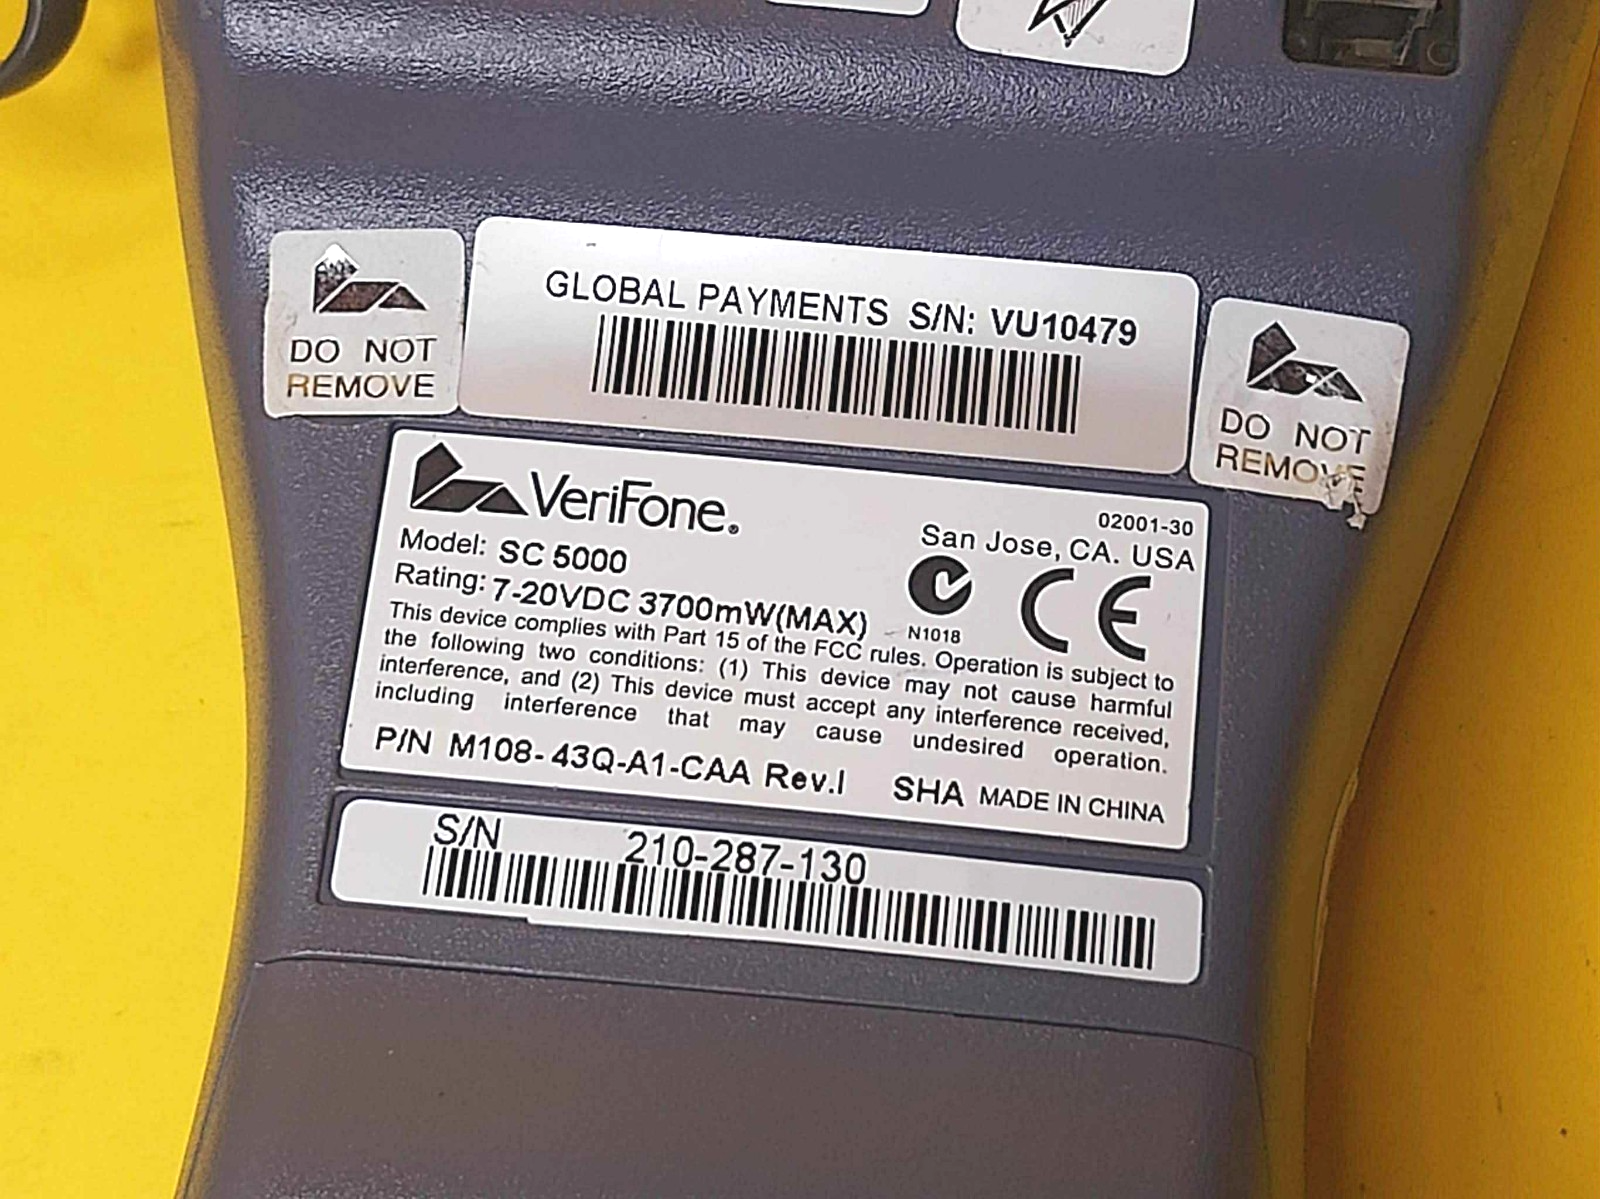 GLOBAL PAYMENTS S/N: VU10479
DO NOT
REMOVE
DO NOT
REMOVE
VeriFone®
02001-30
San Jose, CA. USA
Model: SC 5000
Rating: 7-20VDC 3700mW(MAX)
N1018
CE
This device complies with Part 15 of the FCC rules. Operation is subject to
the following two conditions: (1) This device may not cause harmful
interference, and (2) This device must accept any interference received,
including interference that may cause undesired operation.
P/N M108-43Q-A1-CAA Rev.I SHA MADE IN CHINA
S/N 210-287-130